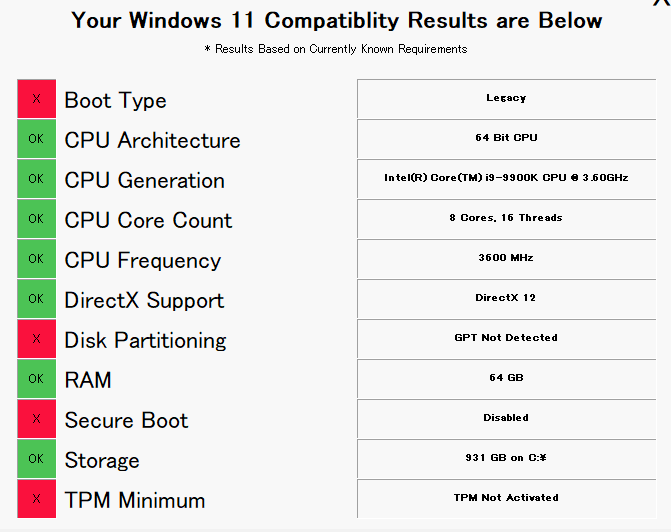 Your Windows 11 Compatiblity Results are Below
* Results Based on Currently Known Requirements
X Boot Type Legacy
OK CPU Architecture 64 Bit CPU
OK CPU Generation Intel(R) Core(TM) i9-9900K CPU @ 3.60GHz
OK CPU Core Count 8 Cores, 16 Threads
OK CPU Frequency 3600 MHz
OK DirectX Support DirectX 12
X Disk Partitioning GPT Not Detected
OK RAM 64 GB
X Secure Boot Disabled
OK Storage 931 GB on C:¥
X TPM Minimum TPM Not Activated